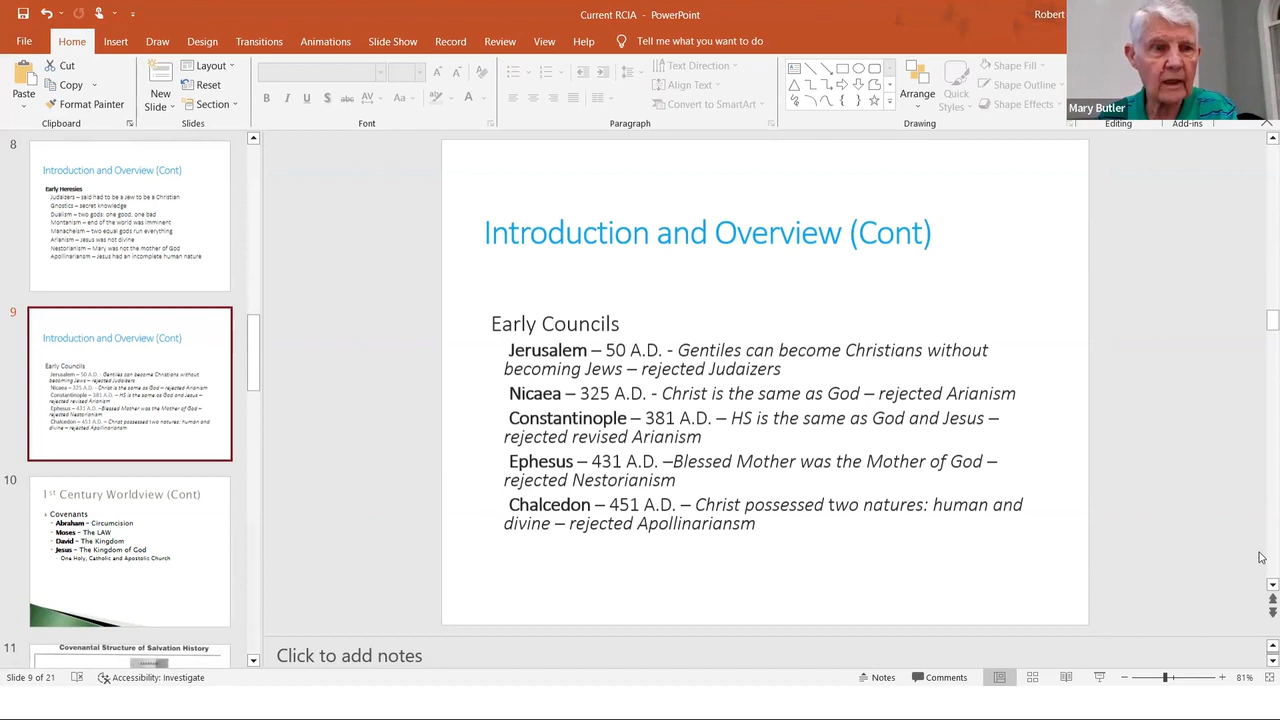 Current RCIA - PowerPoint
Robert
File Home Insert Draw Design Transitions Animations Slide Show Record Review View Help Tell me what you want to do
Paste
Cut
Copy
Format Painter
Clipboard
New Slide
Layout
Reset
Section
Slides
Font
Text Direction
Align Text
Convert to SmartArt
Paragraph
Arrange
Quick Styles
Shape Fill
Shape Outline
Shape Effects
Drawing
Editing
Add-ins
Mary Butler
8
Introduction and Overview (Cont)
Early Heresies
Judaizers – said had to be a Jew to be a Christian
Gnostics – secret knowledge
Dualism – two gods: one good, one bad
Montanism – end of the world was imminent
Manacheism – two equal gods run everything
Arianism – Jesus was not divine
Nestorianism – Mary was not the mother of God
Apollinarianism – Jesus had an incomplete human nature
9
Introduction and Overview (Cont)
Early Councils
Jerusalem – 50 A.D. - Gentiles can become Christians without
becoming Jews – rejected Judaizers
Nicaea – 325 A.D. - Christ is the same as God – rejected Arianism
Constantinople – 381 A.D. – HS is the same as God and Jesus –
rejected revised Arianism
Ephesus – 431 A.D. –Blessed Mother was the Mother of God –
rejected Nestorianism
Chalcedon – 451 A.D. – Christ possessed two natures: human and
divine – rejected Apollinariansm
10
1st Century Worldview (Cont)
Covenants
Abraham – Circumcision
Moses – The LAW
David – The Kingdom
Jesus – The Kingdom of God
One Holy, Catholic and Apostolic Church
11
Covenantal Structure of Salvation History
Introduction and Overview (Cont)
Early Councils
Jerusalem – 50 A.D. - Gentiles can become Christians without
becoming Jews – rejected Judaizers
Nicaea – 325 A.D. - Christ is the same as God – rejected Arianism
Constantinople – 381 A.D. – HS is the same as God and Jesus –
rejected revised Arianism
Ephesus – 431 A.D. –Blessed Mother was the Mother of God –
rejected Nestorianism
Chalcedon – 451 A.D. – Christ possessed two natures: human and
divine – rejected Apollinariansm
Click to add notes
Slide 9 of 21 Accessibility: Investigate Notes Comments 81%